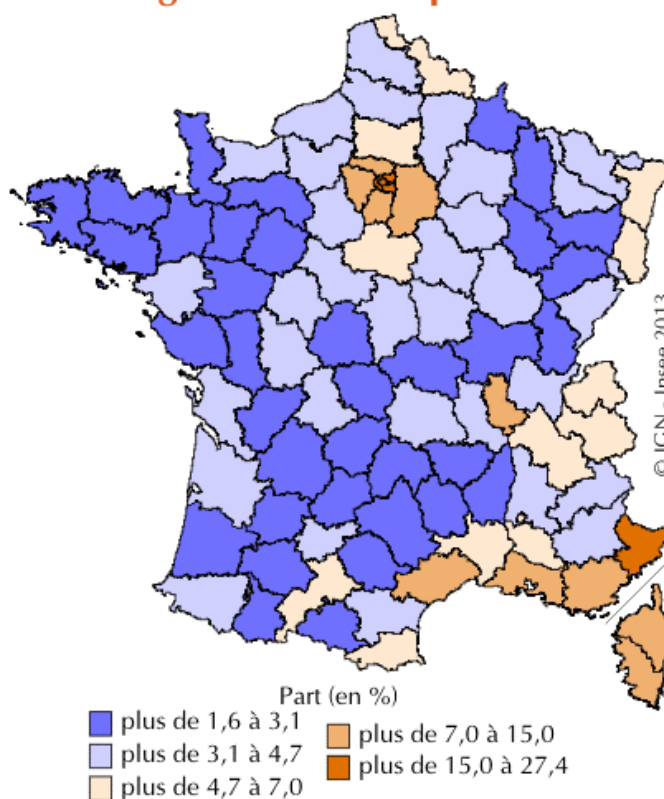 © IGN - Insee 2013
Part (en %)
plus de 1,6 à 3,1
plus de 3,1 à 4,7
plus de 4,7 à 7,0
plus de 7,0 à 15,0
plus de 15,0 à 27,4